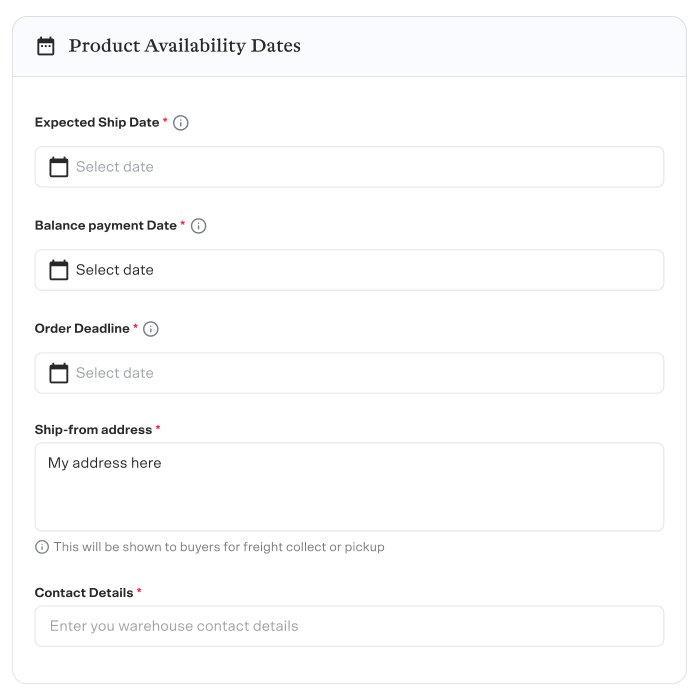 Product Availability Dates
Expected Ship Date *
Select date
Balance payment Date *
Select date
Order Deadline *
Select date
Ship-from address *
My address here
This will be shown to buyers for freight collect or pickup
Contact Details *
Enter you warehouse contact details